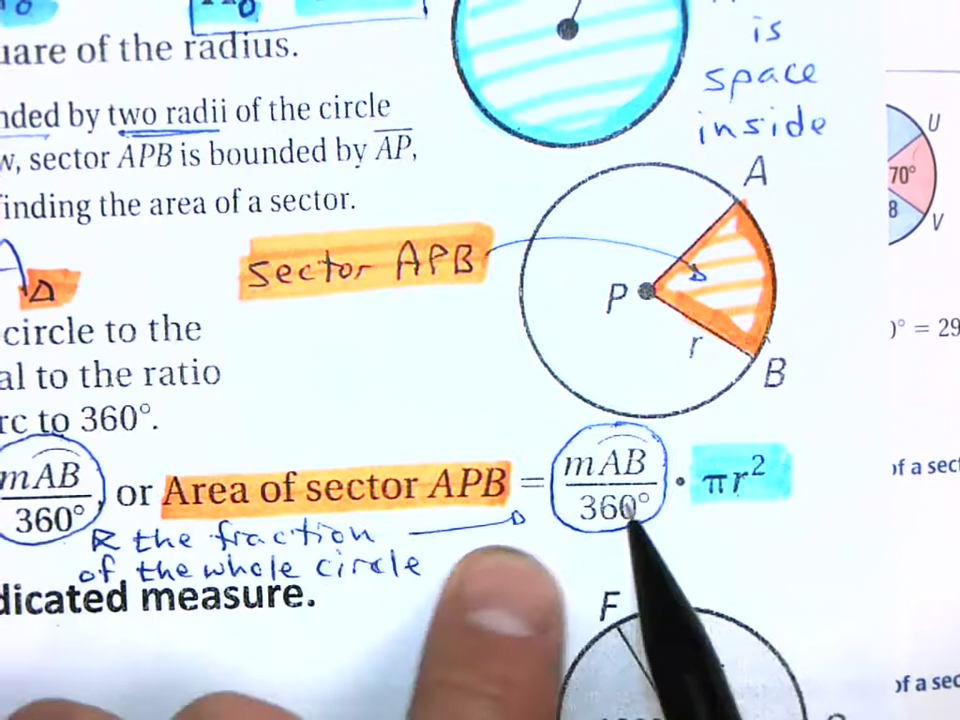 uare of the radius.
is
space
inside
nded by two radii of the circle
w, sector APB is bounded by AP,
inding the area of a sector.
sector APB
A
P
r
B
U
70°
8
V
circle to the
al to the ratio
rc to 360°.
)° = 29
mAB
360°
, or Area of sector APB = mAB/360° • πr²
the fraction
of the whole circle
of a sect
dicated measure.
F
of a sec